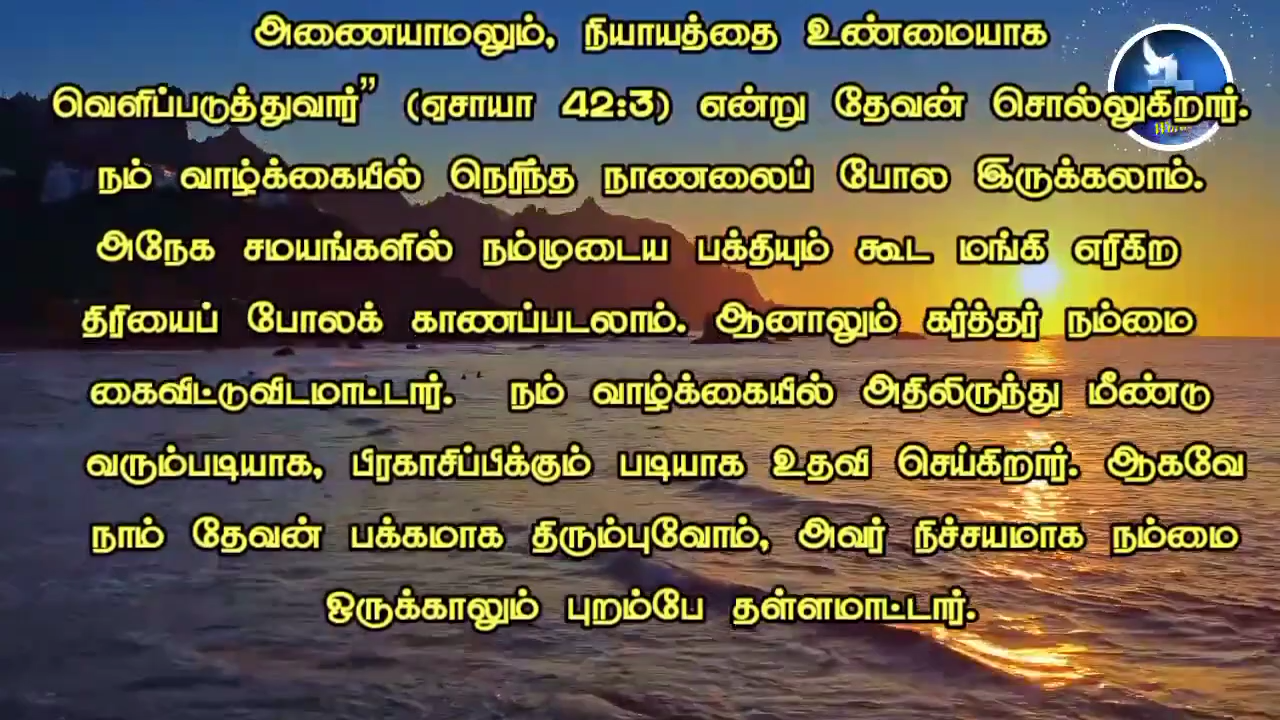 அணையாமலும், நியாயத்தை உண்மையாக
வெளிப்படுத்துவார்” (ஏசாயா 42:3) என்று தேவன் சொல்லுகிறார்.
நம் வாழ்க்கையில் நெரிந்த நாணலைப் போல இருக்கலாம்.
அநேக சமயங்களில் நம்முடைய பக்தியும் கூட மங்கி எரிகிற
திரியைப் போலக் காணப்படலாம். ஆனாலும் கர்த்தர் நம்மை
கைவிட்டுவிடமாட்டார். நம் வாழ்க்கையில் அதிலிருந்து மீண்டு
வரும்படியாக, பிரகாசிப்பிக்கும் படியாக உதவி செய்கிறார். ஆகவே
நாம் தேவன் பக்கமாக திரும்புவோம், அவர் நிச்சயமாக நம்மை
ஒருக்காலும் புறம்பே தள்ளமாட்டார்.